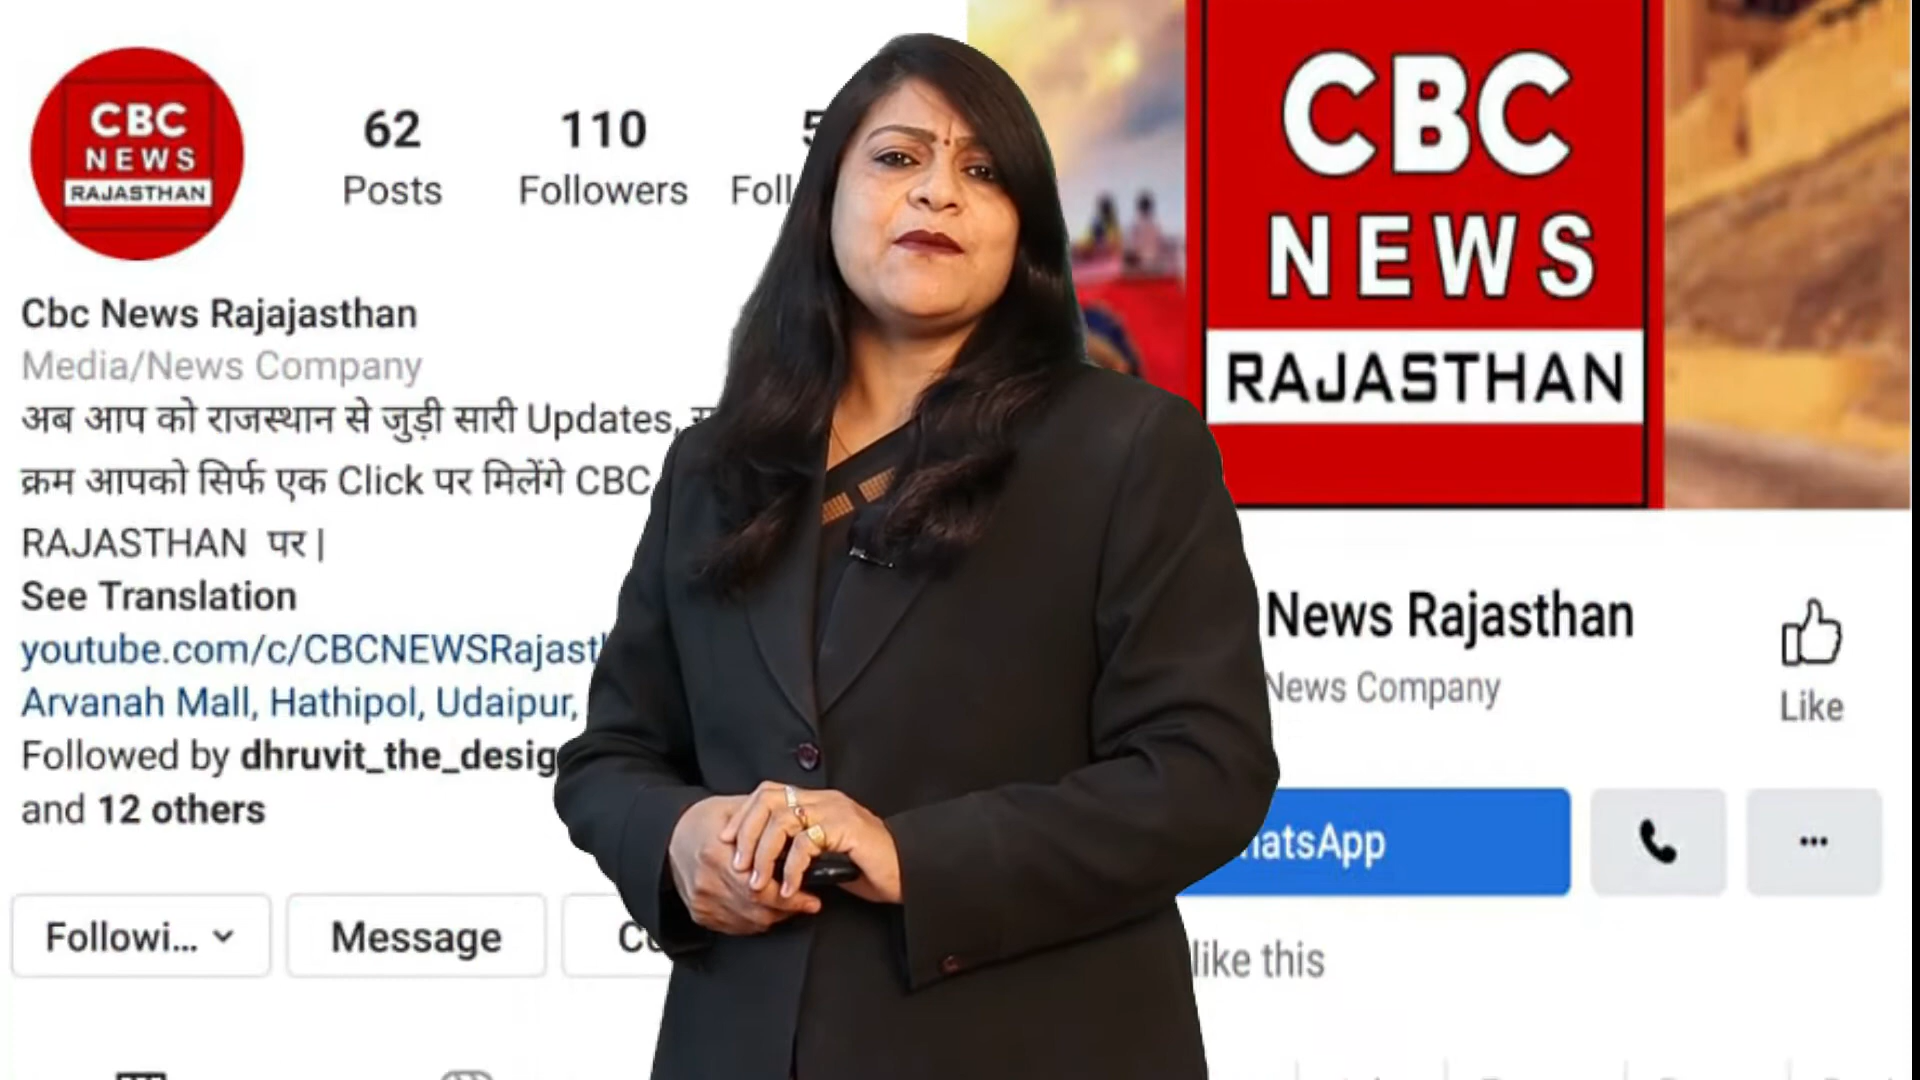 CBC
NEWS
RAJASTHAN
62
110
Posts
Followers
Cbc News Rajajasthan
Media/News Company
अब आप को राजस्थान से जुड़ी सारी Updates,
क्रम आपको सिर्फ एक Click पर मिलेंगे CBC
RAJASTHAN पर |
See Translation
youtube.com/c/CBCNEWSRajast
Arvanah Mall, Hathipol, Udaipur,
Followed by dhruvit_the_desig
and 12 others
Followi...
Message
CBC
NEWS
RAJASTHAN
News Rajasthan
News Company
Like
hatsApp
like this